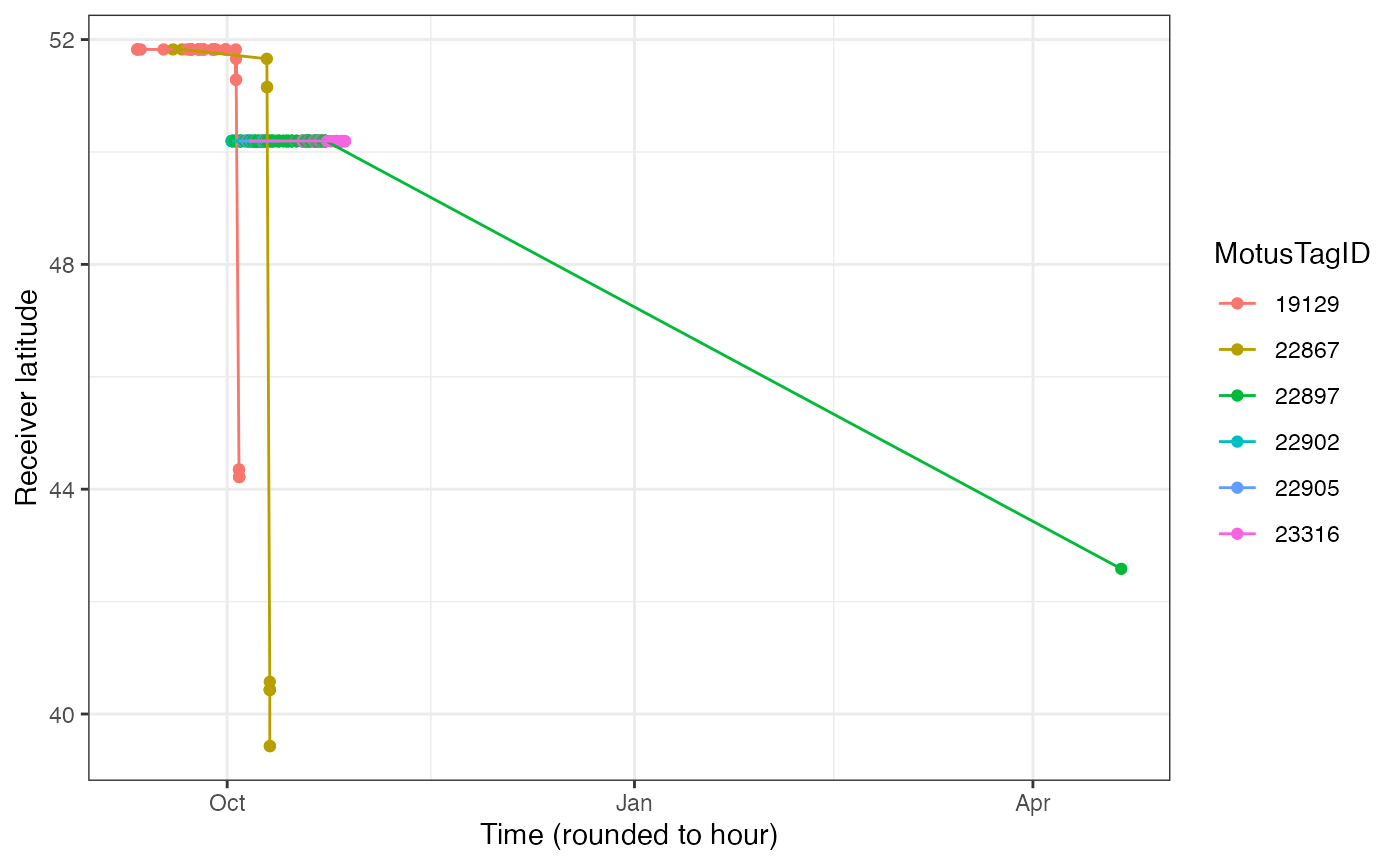 52
48
44
40
Receiver latitude
Oct
Jan
Apr
Time (rounded to hour)
MotusTagID
19129
22867
22897
22902
22905
23316